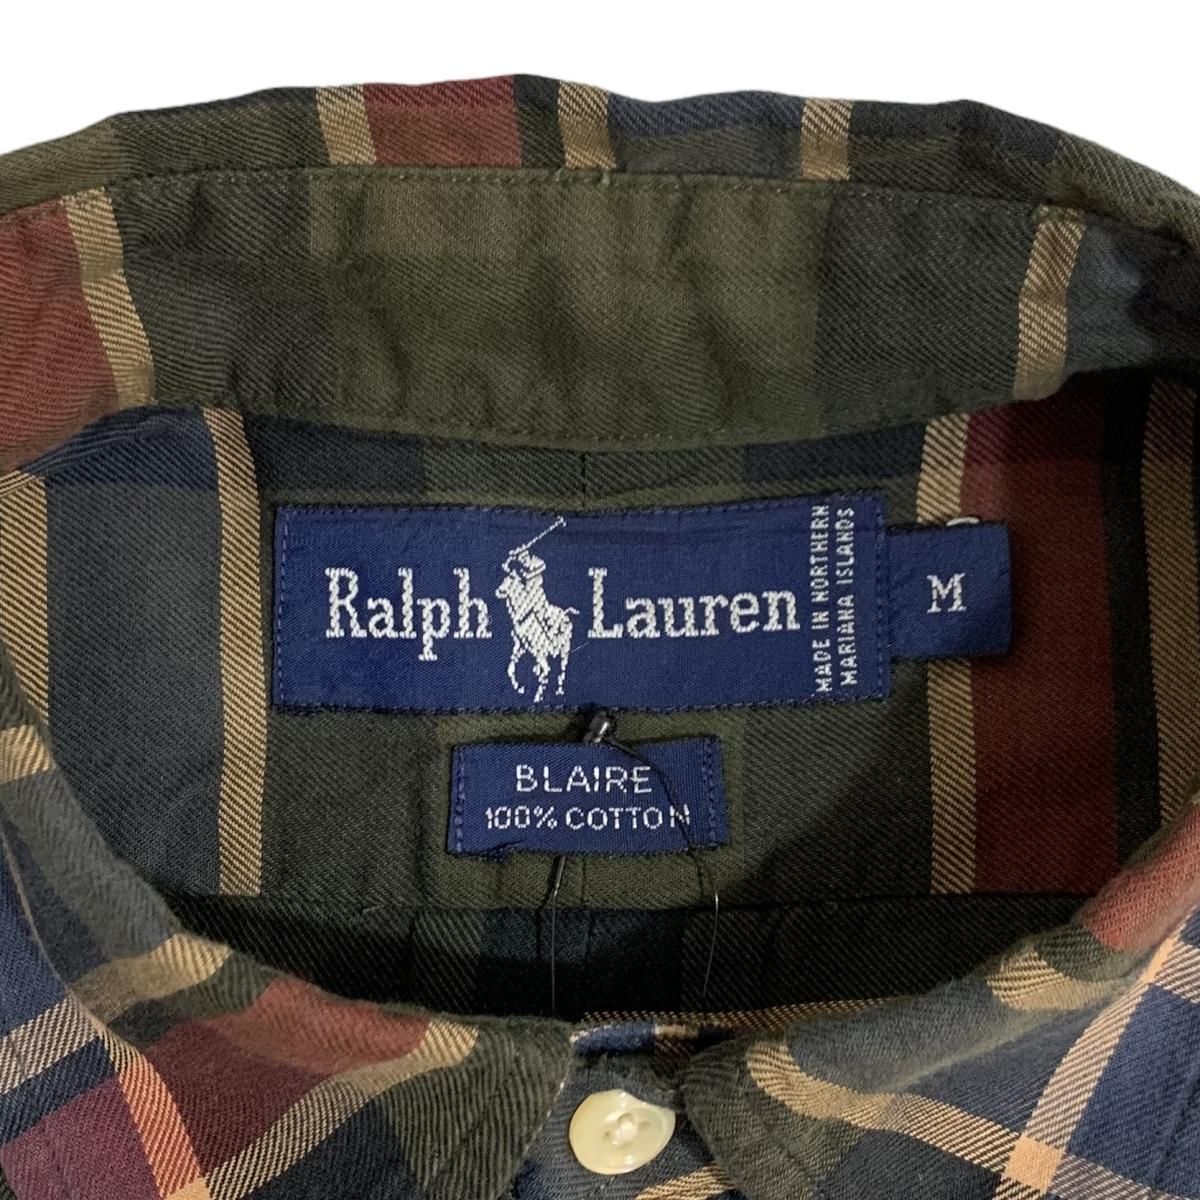 Ralph Lauren
MADE IN NORTHERN
MARIANA ISLANDS
M
BLAIRE
100% COTTON